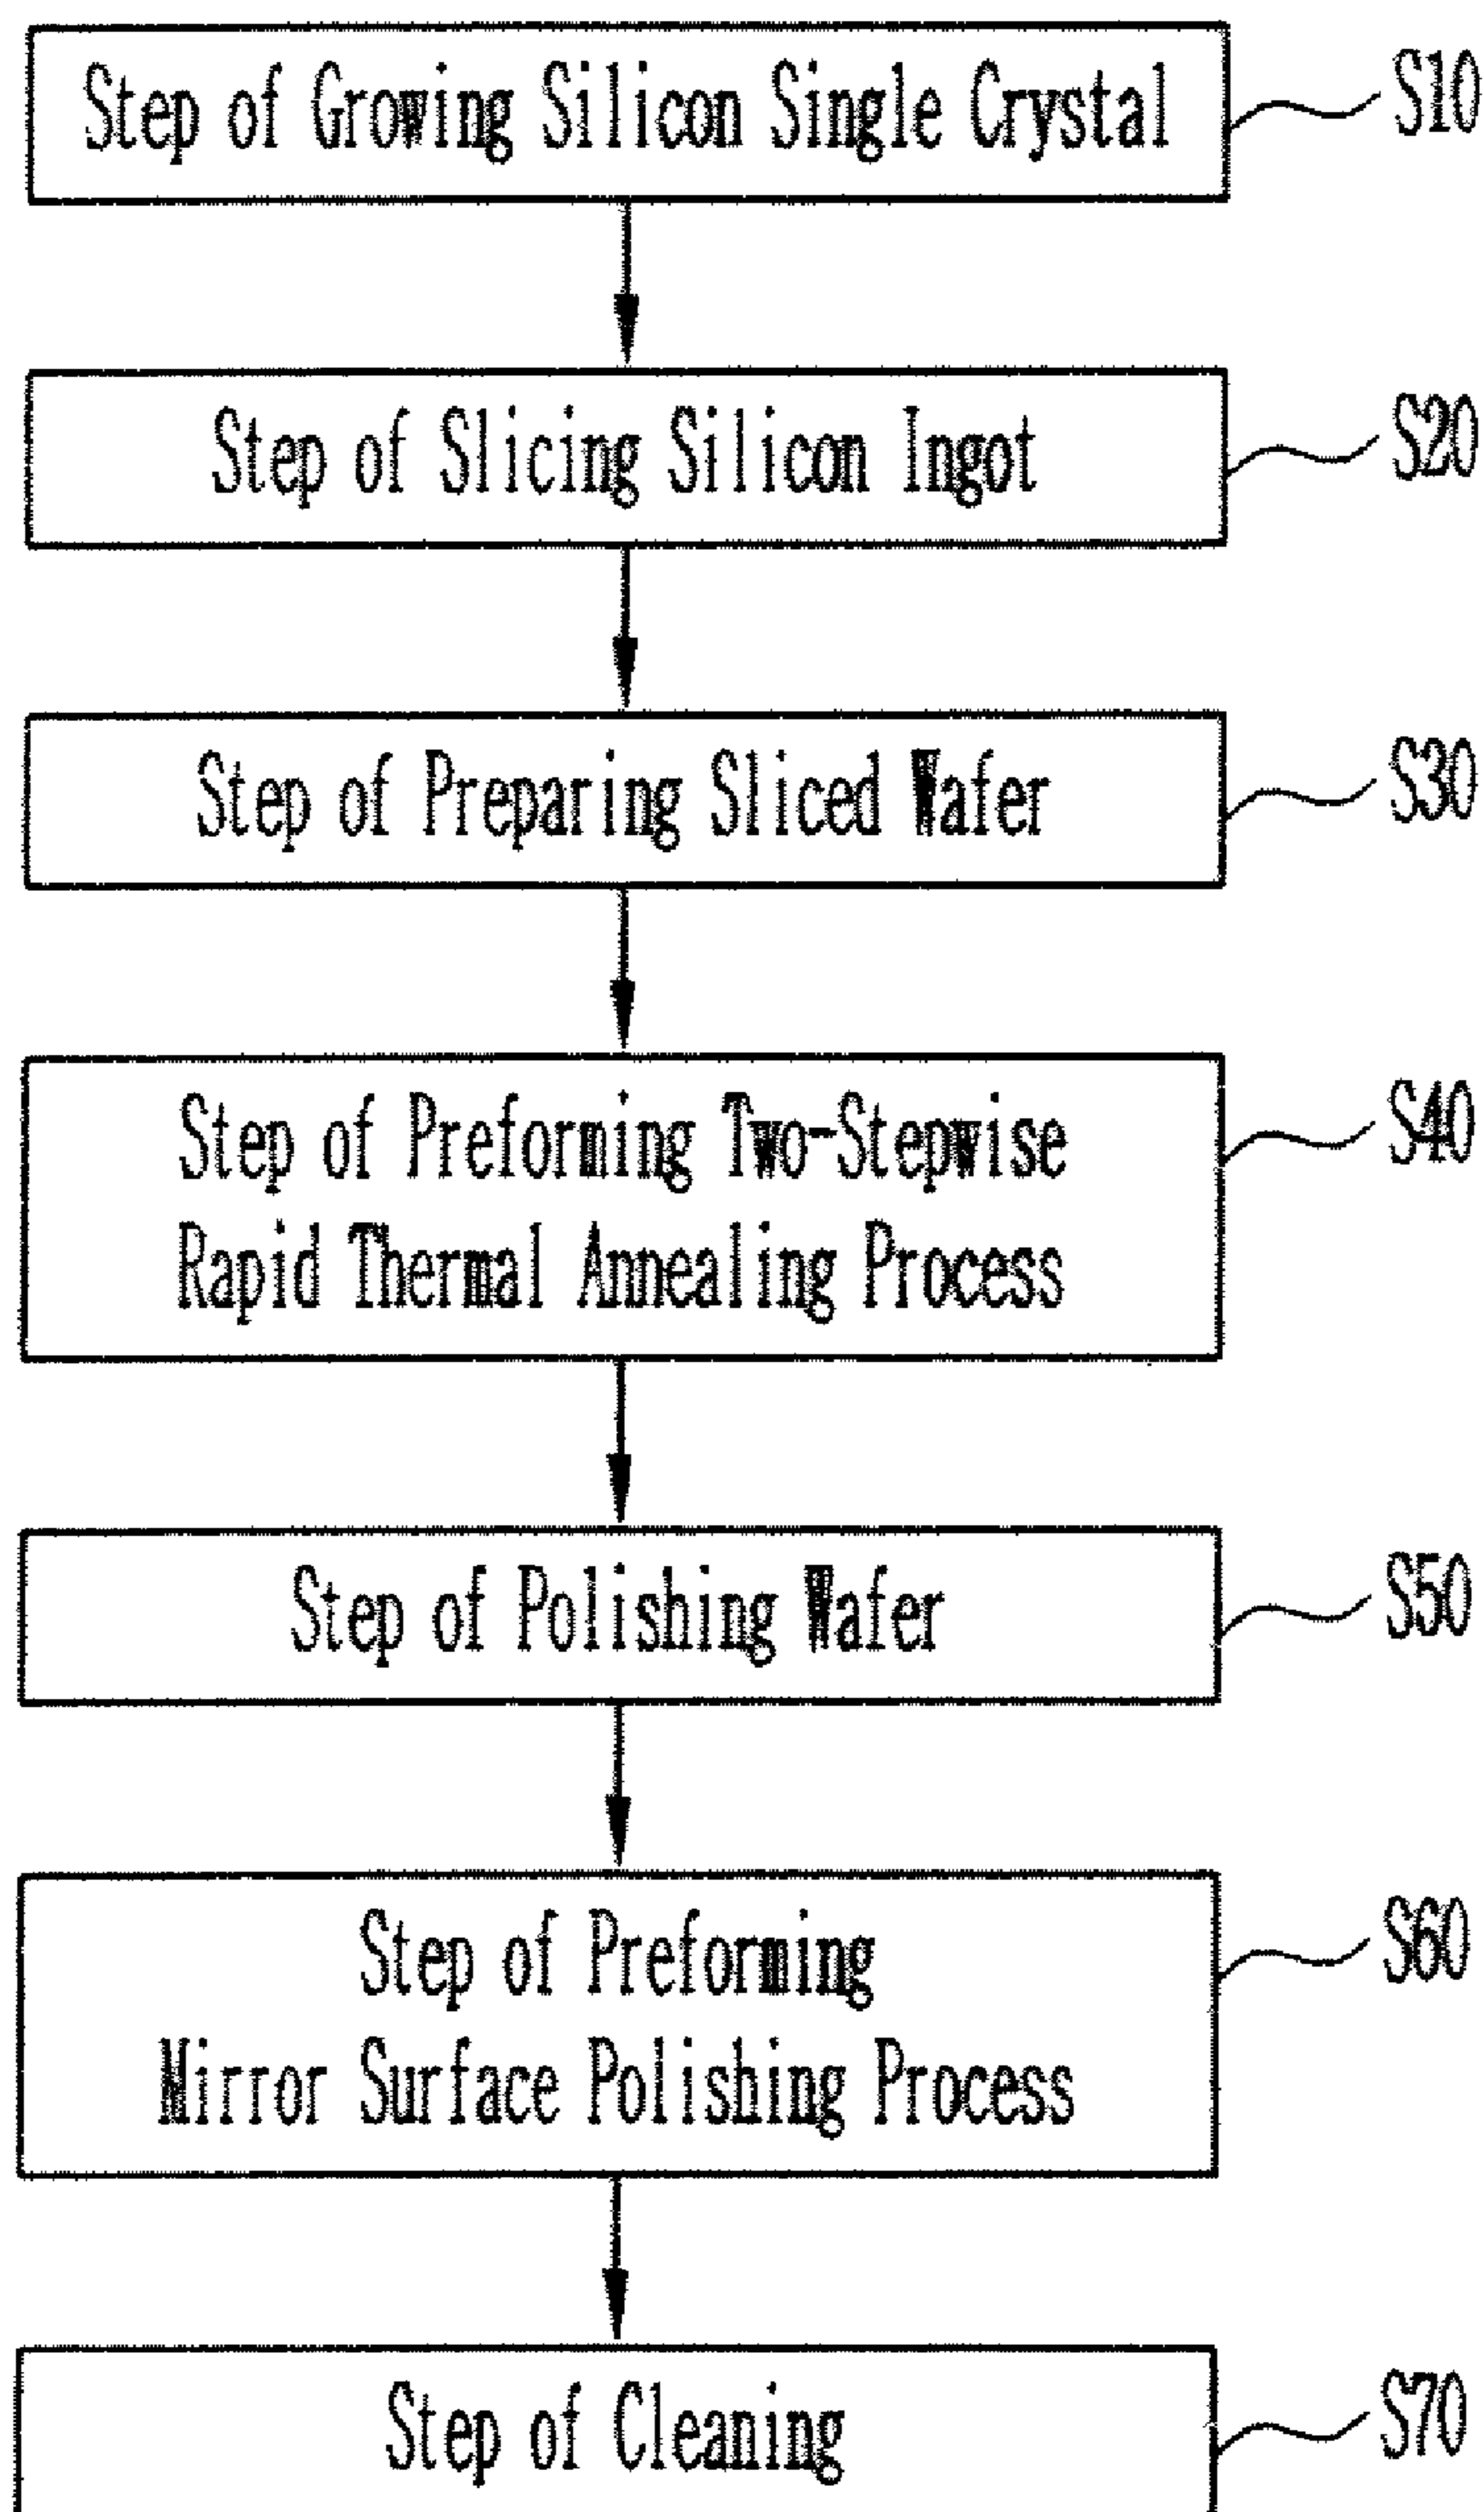 Step of Growing Silicon Single Crystal S10
Step of Slicing Silicon Ingot S20
Step of Preparing Sliced Wafer S30
Step of Preforming Two-Stepwise S40
Rapid Thermal Annealing Process
Step of Polishing Wafer S50
Step of Preforming S60
Mirror Surface Polishing Process
Step of Cleaning S70